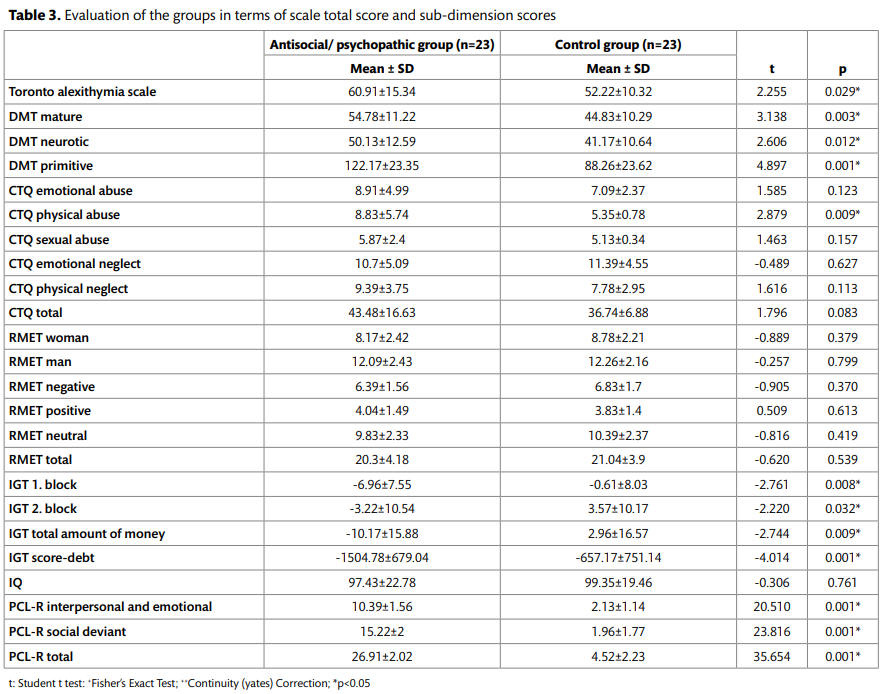 Table 3. Evaluation of the groups in terms of scale total score and sub-dimension scores
Antisocial/ psychopathic group (n=23) Control group (n=23)
Mean ± SD Mean ± SD t p
Toronto alexithymia scale 60.91±15.34 52.22±10.32 2.255 0.029*
DMT mature 54.78±11.22 44.83±10.29 3.138 0.003*
DMT neurotic 50.13±12.59 41.17±10.64 2.606 0.012*
DMT primitive 122.17±23.35 88.26±23.62 4.897 0.001*
CTQ emotional abuse 8.91±4.99 7.09±2.37 1.585 0.123
CTQ physical abuse 8.83±5.74 5.35±0.78 2.879 0.009*
CTQ sexual abuse 5.87±2.4 5.13±0.34 1.463 0.157
CTQ emotional neglect 10.7±5.09 11.39±4.55 -0.489 0.627
CTQ physical neglect 9.39±3.75 7.78±2.95 1.616 0.113
CTQ total 43.48±16.63 36.74±6.88 1.796 0.083
RMET woman 8.17±2.42 8.78±2.21 -0.889 0.379
RMET man 12.09±2.43 12.26±2.16 -0.257 0.799
RMET negative 6.39±1.56 6.83±1.7 -0.905 0.370
RMET positive 4.04±1.49 3.83±1.4 0.509 0.613
RMET neutral 9.83±2.33 10.39±2.37 -0.816 0.419
RMET total 20.3±4.18 21.04±3.9 -0.620 0.539
IGT 1. block -6.96±7.55 -0.61±8.03 -2.761 0.008*
IGT 2. block -3.22±10.54 3.57±10.17 -2.220 0.032*
IGT total amount of money -10.17±15.88 2.96±16.57 -2.744 0.009*
IGT score-debt -1504.78±679.04 -657.17±751.14 -4.014 0.001*
IQ 97.43±22.78 99.35±19.46 -0.306 0.761
PCL-R interpersonal and emotional 10.39±1.56 2.13±1.14 20.510 0.001*
PCL-R social deviant 15.22±2 1.96±1.77 23.816 0.001*
PCL-R total 26.91±2.02 4.52±2.23 35.654 0.001*
t: Student t test: ⁺Fisher's Exact Test; ⁺⁺Continuity (yates) Correction; *p<0.05